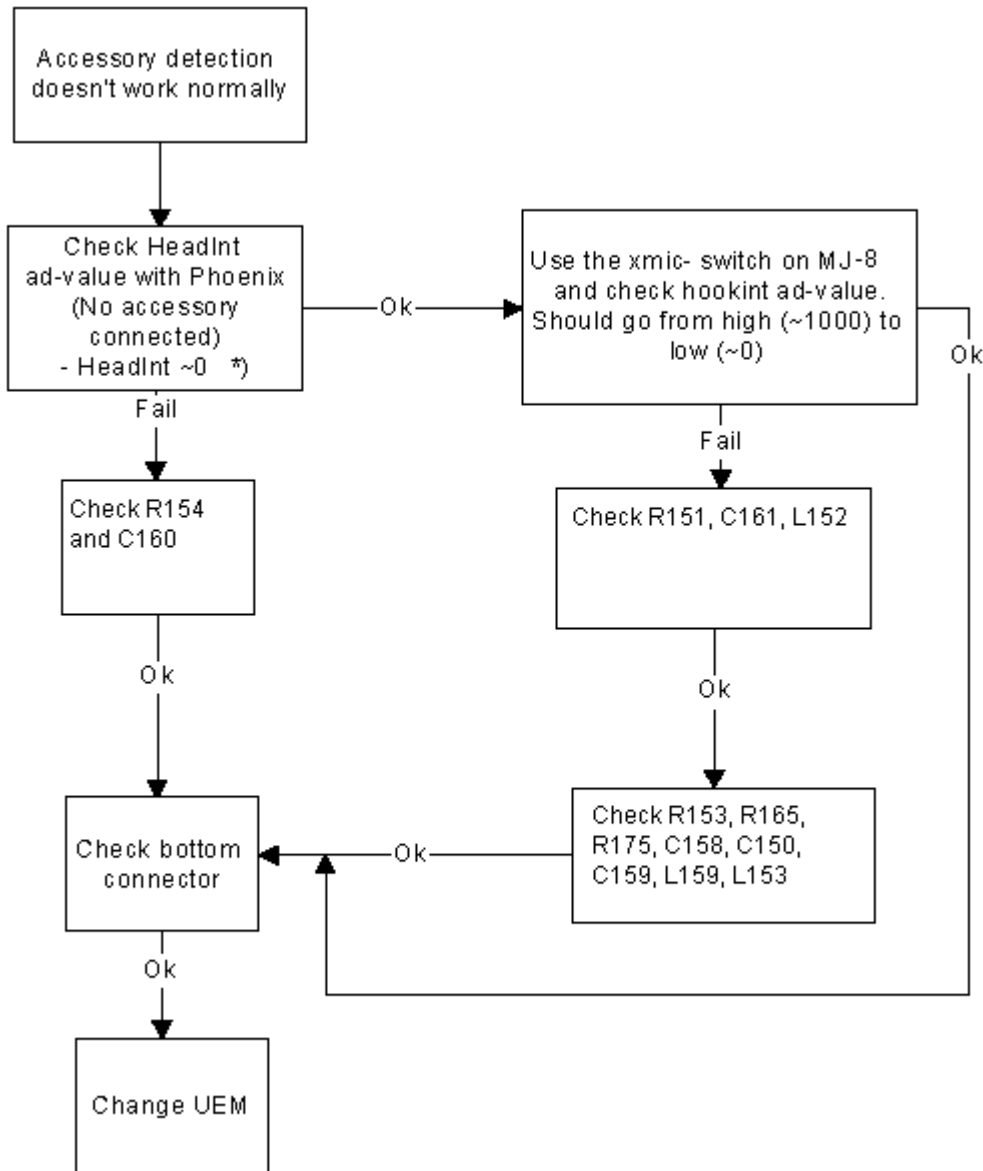 Accessory detection
doesn't work normally
Check HeadInt
ad-value with Phoenix
(No accessory
connected)
- HeadInt ~0 *)
Ok
Use the xmic- switch on MJ-8
and check hookint ad-value.
Should go from high (~1000) to
low (~0)
Ok
Fail
Fail
Check R154
and C160
Check R151, C161, L152
Ok
Ok
Check bottom
connector
Ok
Check R153, R165,
R175, C158, C150,
C159, L159, L153
Ok
Change UEM